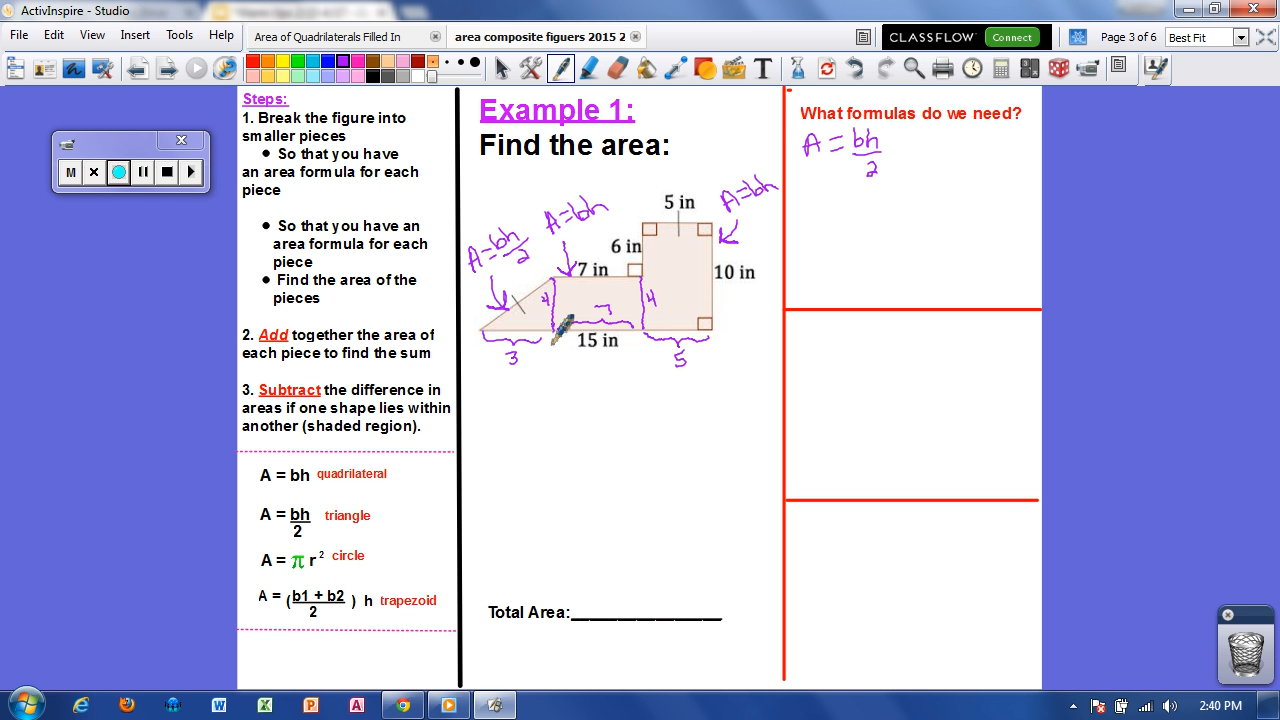 ActivInspire - Studio
File Edit View Insert Tools Help
Area of Quadrilaterals Filled In
area composite figuers 2015 2
CLASSFLOW Connect
Page 3 of 6
Best Fit
M
Steps:
1. Break the figure into
smaller pieces
● So that you have
an area formula for each
piece
● So that you have an
area formula for each
piece
● Find the area of the
pieces
2. Add together the area of
each piece to find the sum
3. Subtract the difference in
areas if one shape lies within
another (shaded region).
A = bh quadrilateral
A = bh/2 triangle
A = π r² circle
A = (b1 + b2/2) h trapezoid
Example 1:
Find the area:
A=bh/2
A=bh
A=bh
5 in
6 in
7 in
10 in
4
7
4
15 in
3
5
Total Area:__________________
What formulas do we need?
A = bh/2
2:40 PM